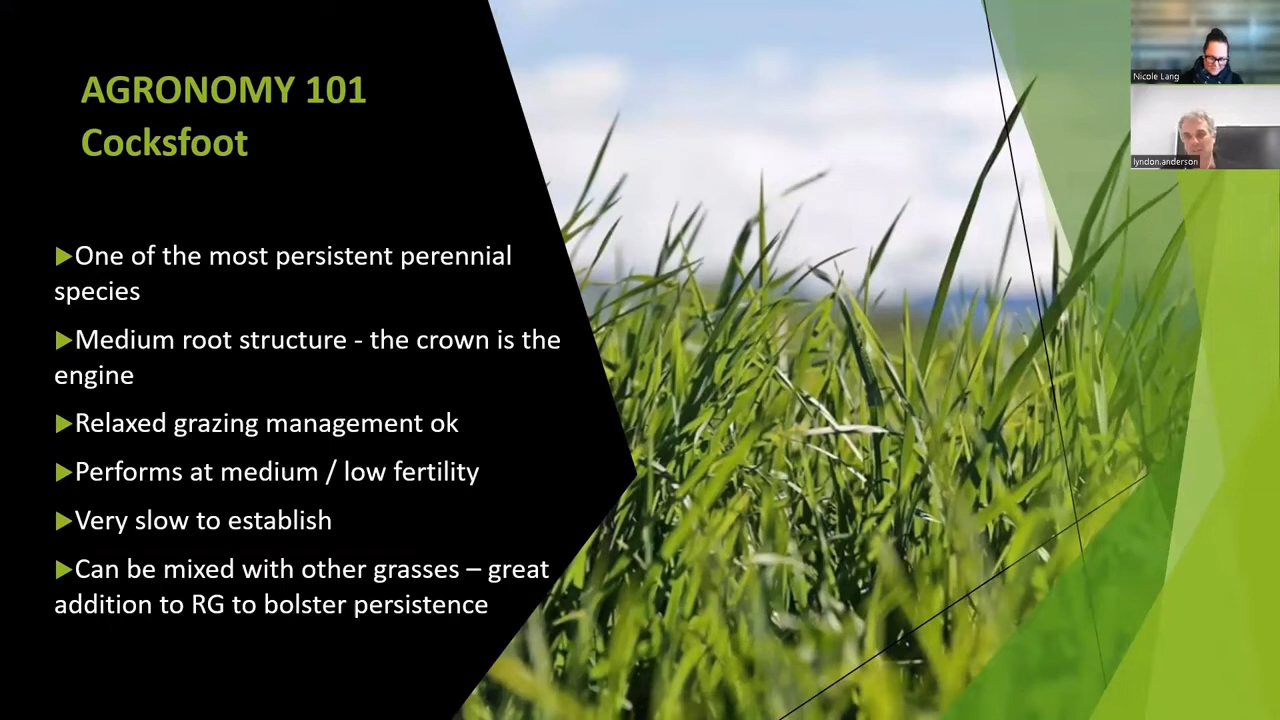 AGRONOMY 101
Cocksfoot
▶One of the most persistent perennial
species
▶Medium root structure - the crown is the
engine
▶Relaxed grazing management ok
▶Performs at medium / low fertility
▶Very slow to establish
▶Can be mixed with other grasses – great
addition to RG to bolster persistence
Nicole Lang
lyndon.anderson